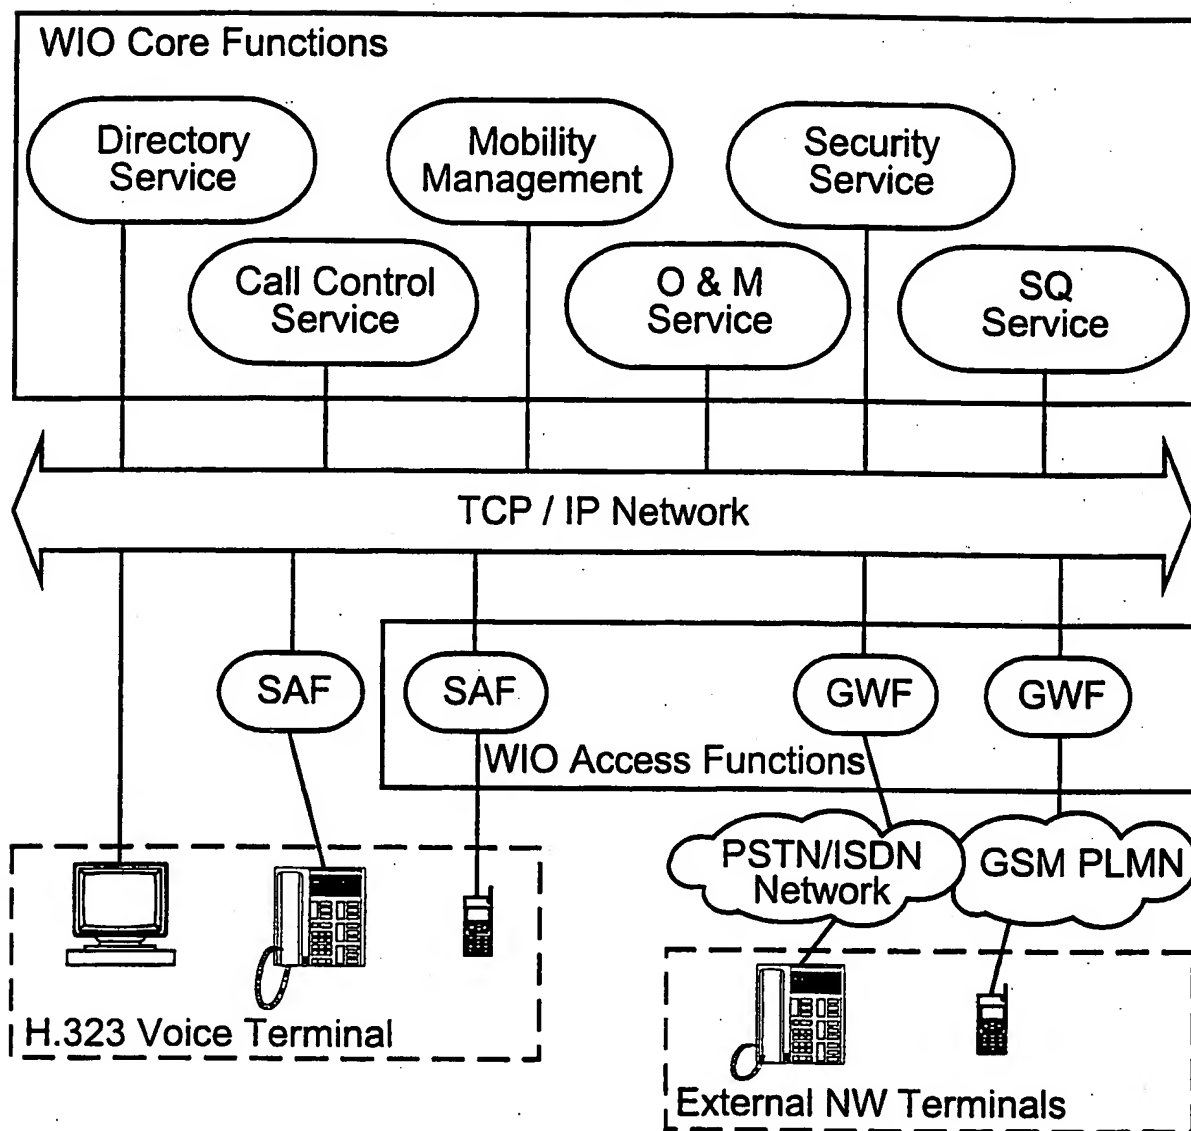 WIO Core Functions
Directory
Service
Mobility
Management
Security
Service
Call Control
Service
O & M
Service
SQ
Service
TCP / IP Network
SAF
SAF
GWF
GWF
WIO Access Functions
PSTN/ISDN
Network
GSM PLMN
H.323 Voice Terminal
External NW Terminals